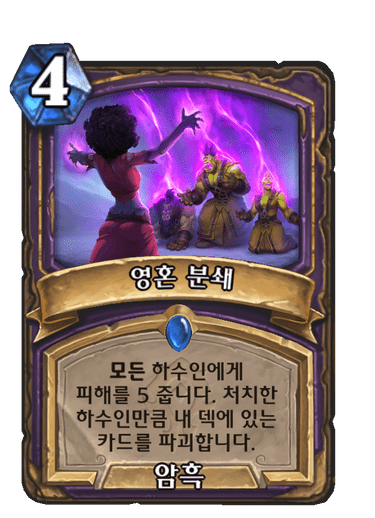 4
영혼 분쇄
모든 하수인에게
피해를 5 줍니다. 처치한
하수인만큼 내 덱에 있는
카드를 파괴합니다.
암흑